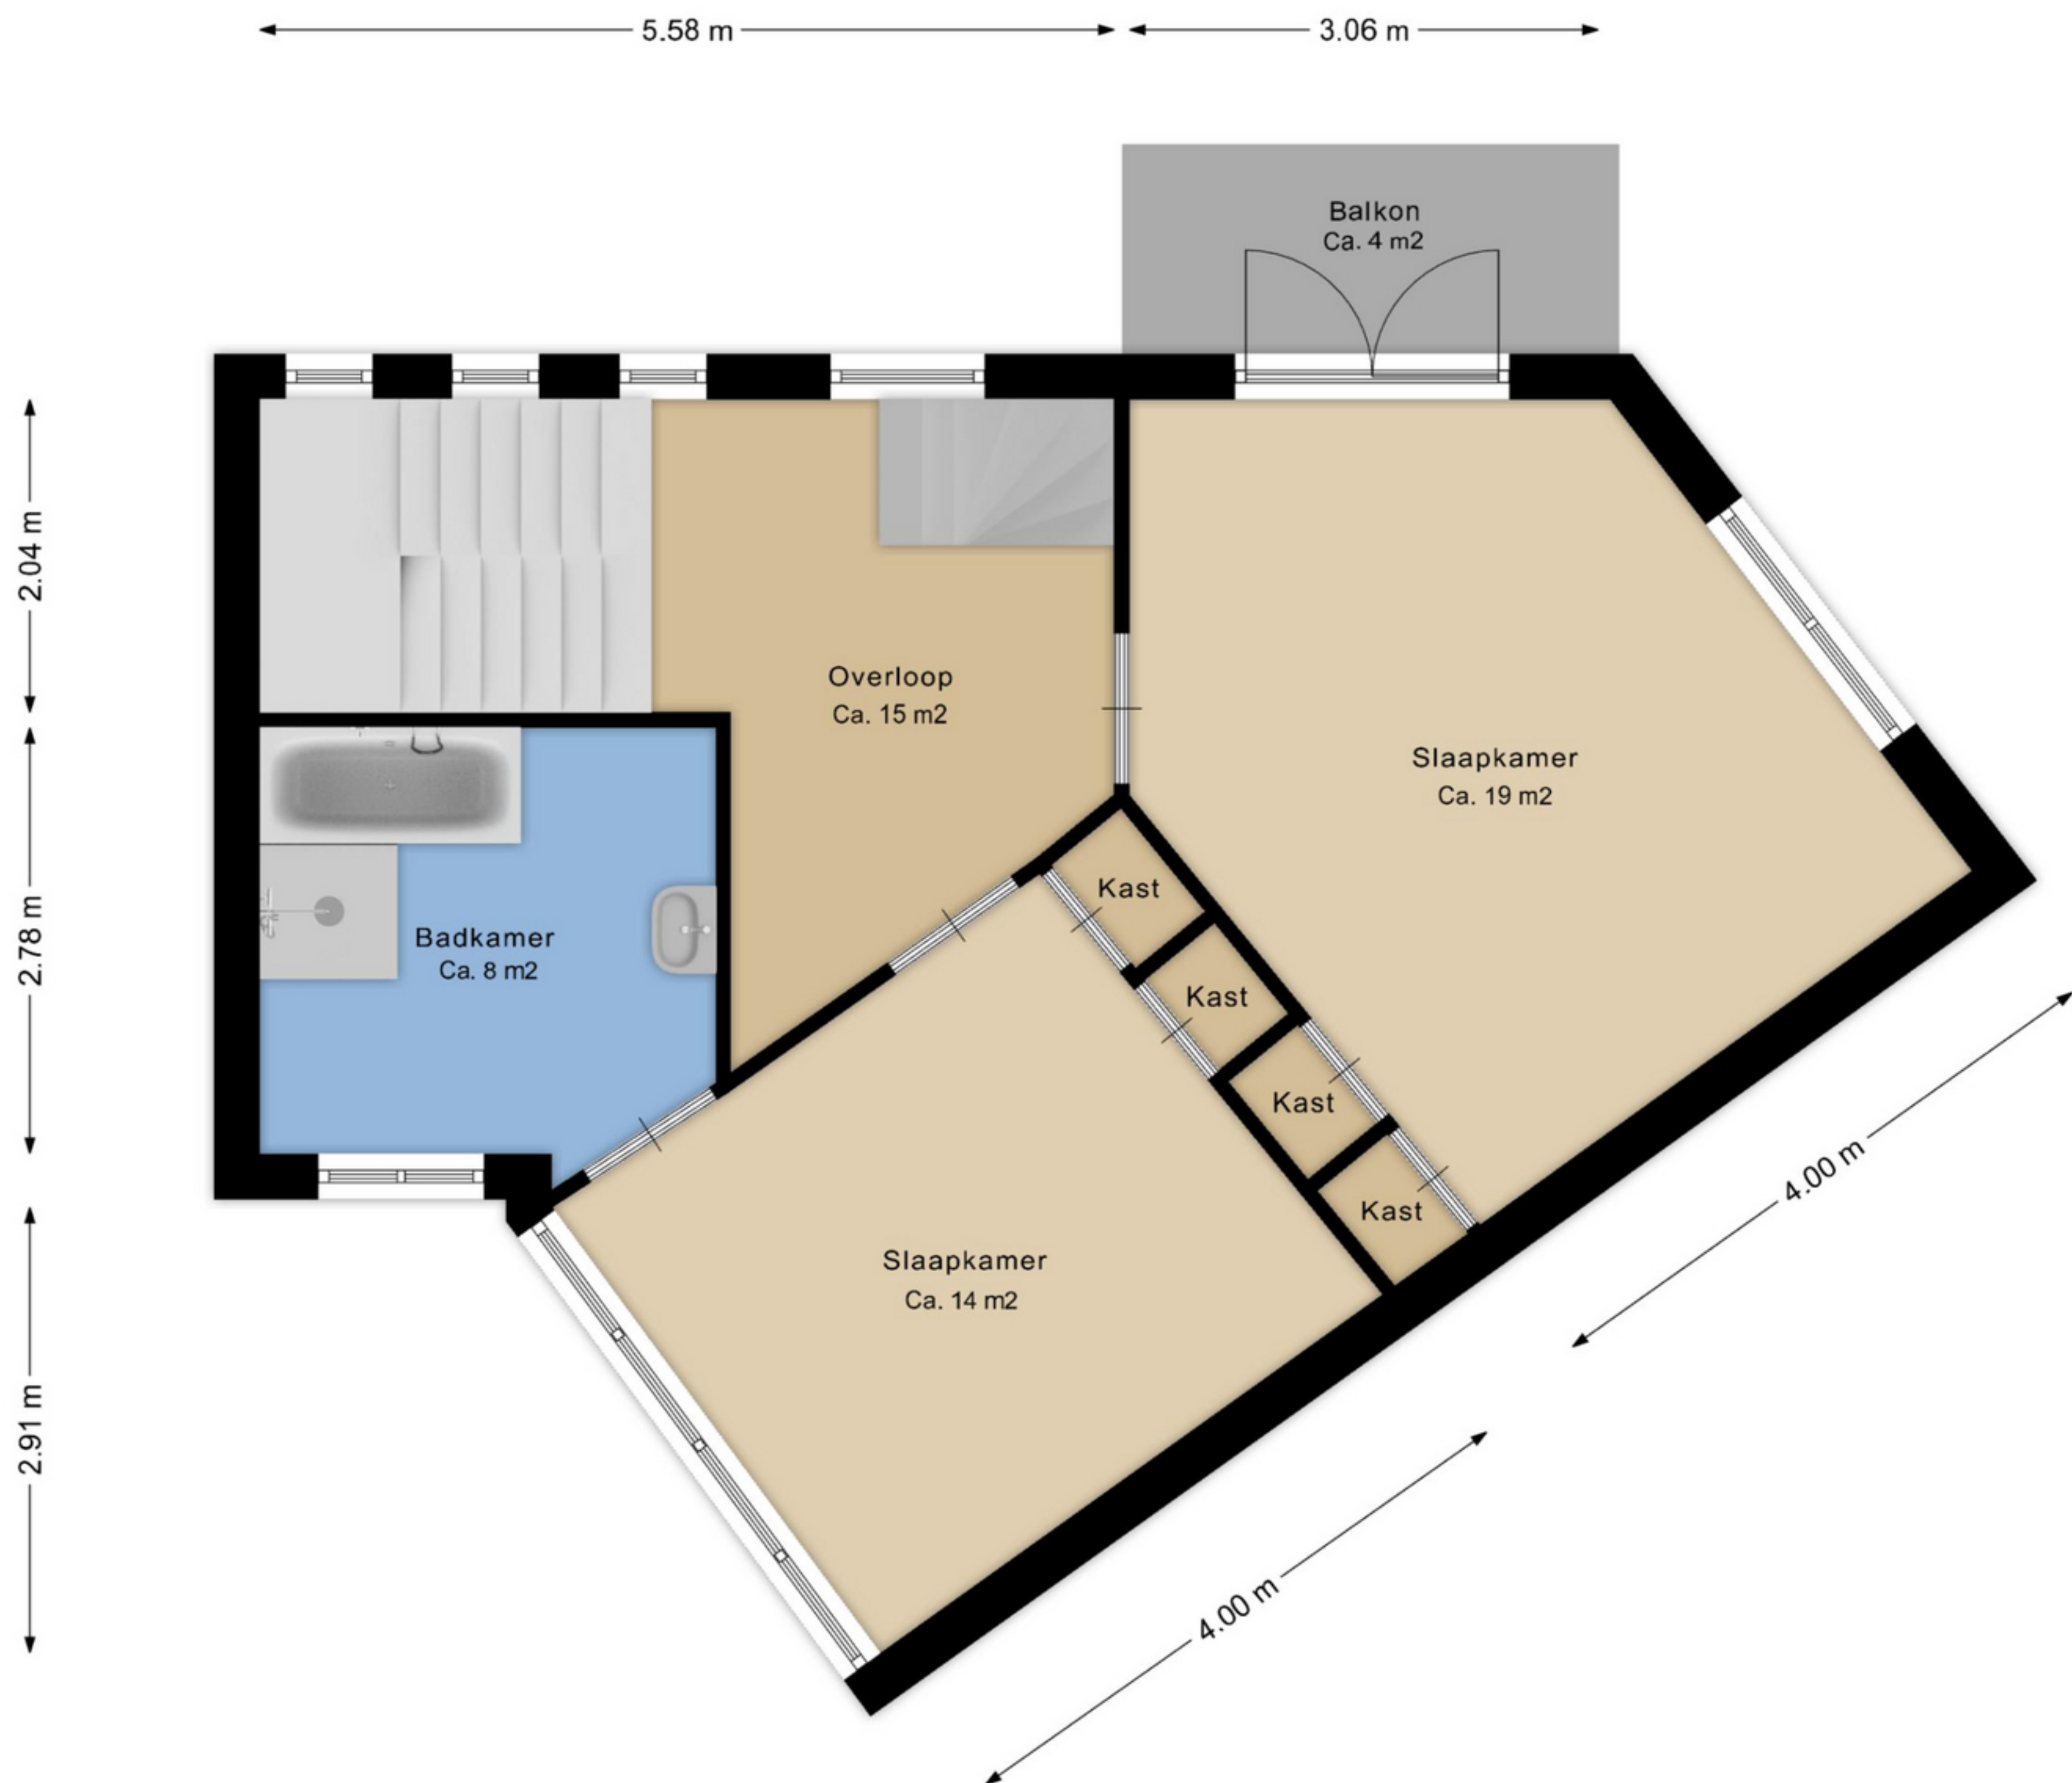 5.58 m
3.06 m
Balkon
Ca. 4 m2
2.04 m
Overloop
Ca. 15 m2
Slaapkamer
Ca. 19 m2
Kast
Badkamer
Ca. 8 m2
2.78 m
Kast
Kast
Kast
4.00 m
Slaapkamer
Ca. 14 m2
2.91 m
4.00 m